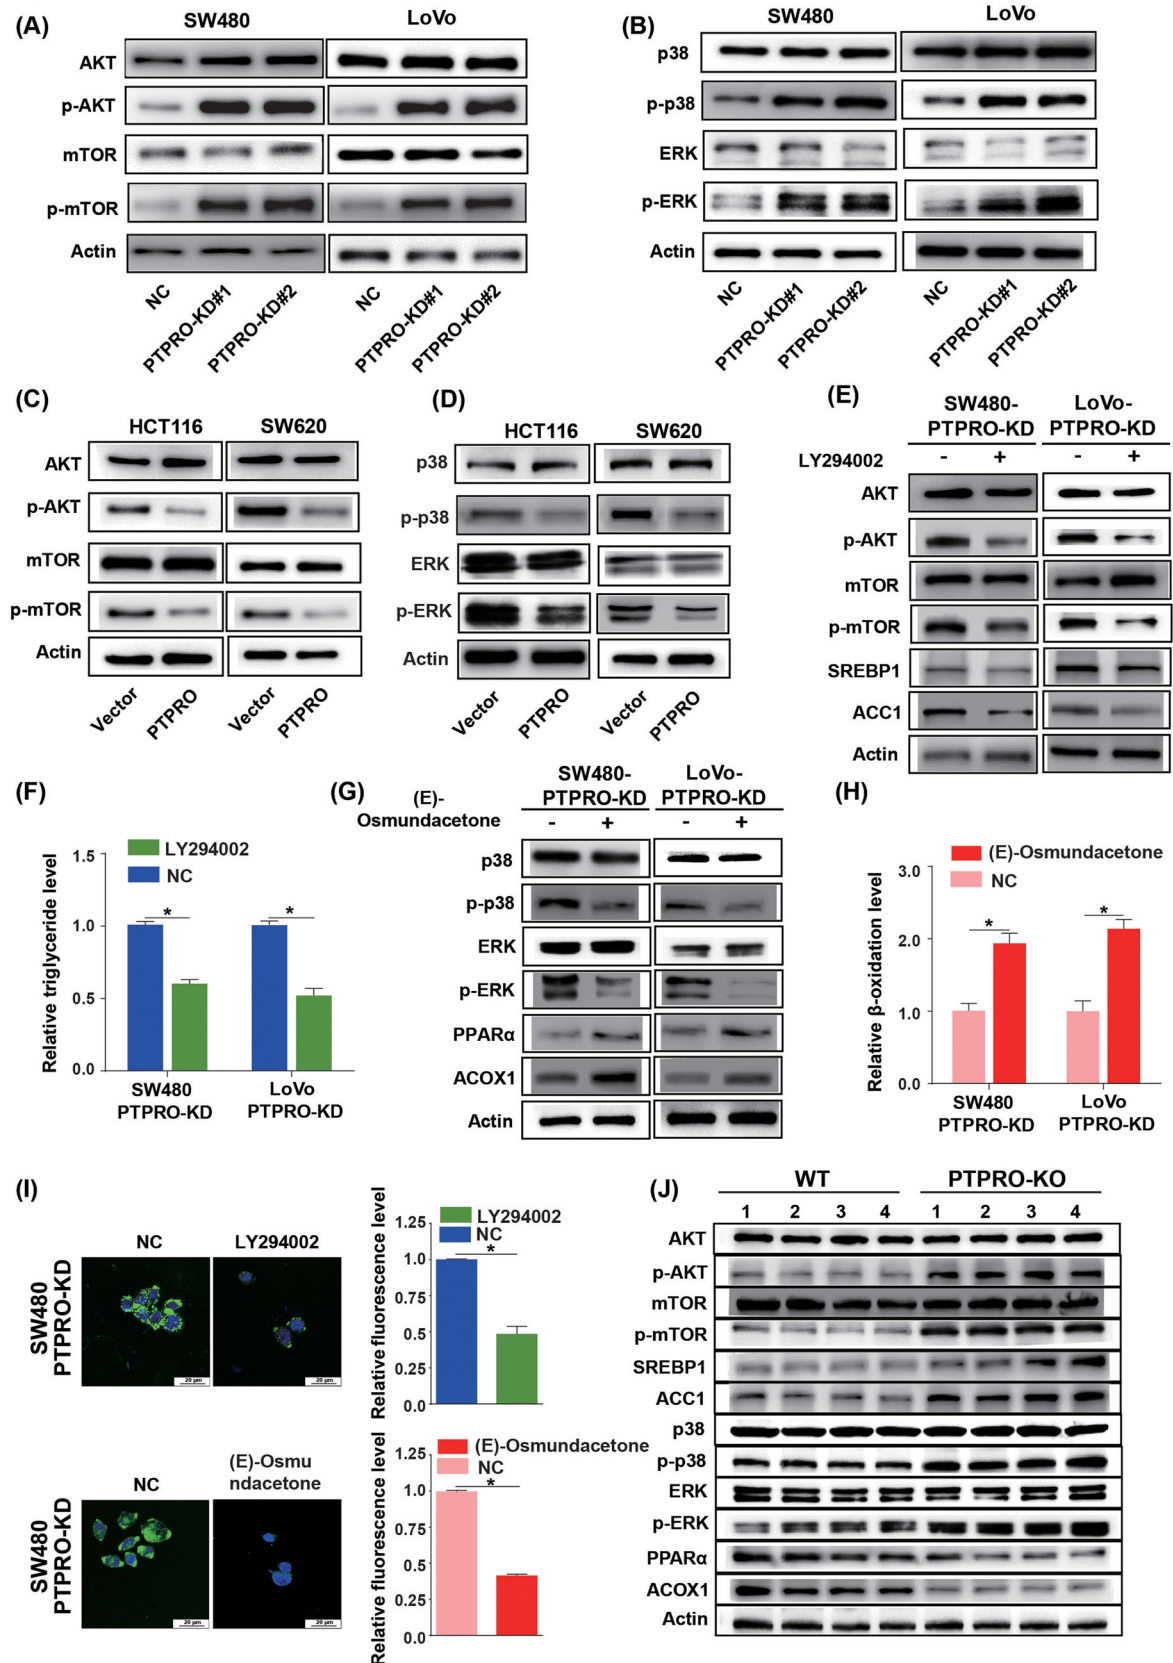 (A)
SW480
LoVo
AKT
p-AKT
mTOR
p-mTOR
Actin
NC
PTPRO-KD#1
PTPRO-KD#2
NC
PTPRO-KD#1
PTPRO-KD#2
(B)
SW480
LoVo
p38
p-p38
ERK
p-ERK
Actin
NC
PTPRO-KD#1
PTPRO-KD#2
NC
PTPRO-KD#1
PTPRO-KD#2
(C)
HCT116
SW620
AKT
p-AKT
mTOR
p-mTOR
Actin
Vector
PTPRO
Vector
PTPRO
(D)
HCT116
SW620
p38
p-p38
ERK
p-ERK
Actin
Vector
PTPRO
Vector
PTPRO
(E)
SW480-
PTPRO-KD
LoVo-
PTPRO-KD
LY294002
- + - +
AKT
p-AKT
mTOR
p-mTOR
SREBP1
ACC1
Actin
(F)
LY294002
NC
Relative triglyceride level
1.5
1.0
0.5
0.0
*
*
SW480
PTPRO-KD
LoVo
PTPRO-KD
(G)
(E)-
Osmundacetone
SW480-
PTPRO-KD
LoVo-
PTPRO-KD
- + - +
p38
p-p38
ERK
p-ERK
PPARα
ACOX1
Actin
(H)
(E)-Osmundacetone
NC
Relative β-oxidation level
3.0
2.0
1.0
0.0
*
*
SW480
PTPRO-KD
LoVo
PTPRO-KD
(I)
NC
LY294002
SW480
PTPRO-KD
20 μm
20 μm
Relative fluorescence level
1.25
1.0
0.75
0.5
0.25
0.0
LY294002
NC
*
NC
(E)-Osmu
ndacetone
SW480
PTPRO-KD
20 μm
20 μm
Relative fluorescence level
1.25
1.0
0.75
0.5
0.25
0.0
(E)-Osmundacetone
NC
*
(J)
WT
PTPRO-KO
1 2 3 4 1 2 3 4
AKT
p-AKT
mTOR
p-mTOR
SREBP1
ACC1
p38
p-p38
ERK
p-ERK
PPARα
ACOX1
Actin